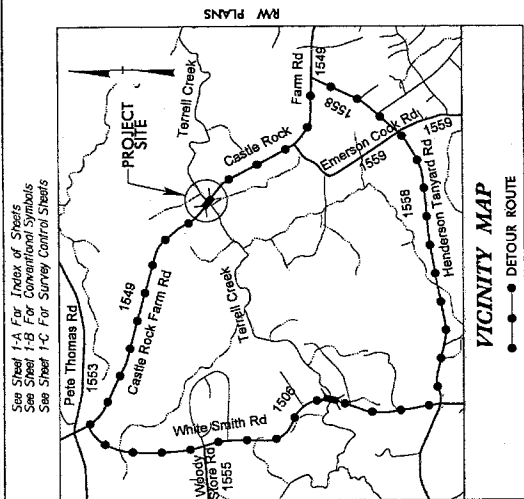 RW PLANS
See Sheet 1-A For Index of Sheets
See Sheet 1-B For Conventional Symbols
See Sheet 1-C For Survey Control Sheets
Pete Thomas Rd
1553
Terrell Creek
PROJECT
SITE
1549
Castle Rock Farm Rd
Castle Rock
Farm Rd
1549
1558
Emerson Cook Rd
1559
1559
Terrell Creek
Henderson Tanyard Rd
1558
White Smith Rd
1506
Woody
Store Rd
1555
VICINITY MAP
DETOUR ROUTE